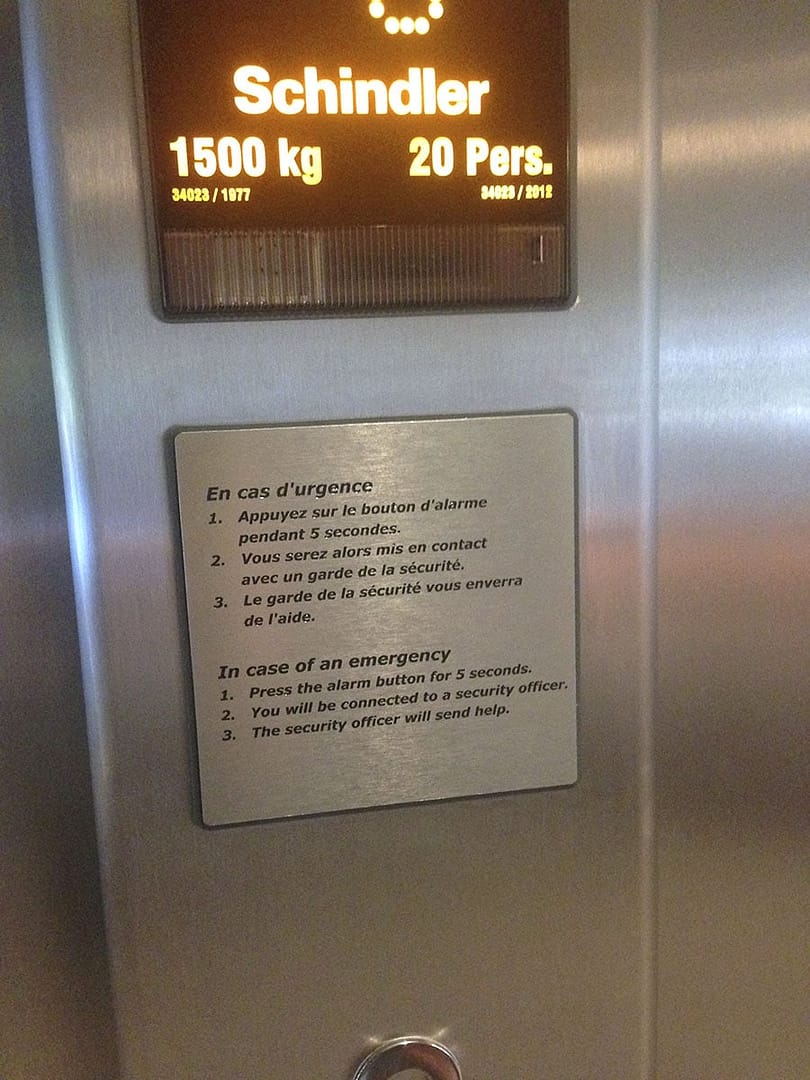 Schindler
1500 kg 20 Pers.
34023 / 1977 34023 / 2012
En cas d'urgence
1. Appuyez sur le bouton d'alarme
pendant 5 secondes.
2. Vous serez alors mis en contact
avec un garde de la sécurité.
3. Le garde de la sécurité vous enverra
de l'aide.
In case of an emergency
1. Press the alarm button for 5 seconds.
2. You will be connected to a security officer.
3. The security officer will send help.